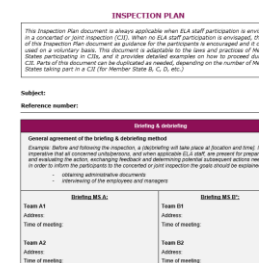 INSPECTION PLAN
This Inspection Plan document is always applicable when ELA staff participation is
in a concerted or joint inspection (CJI). When no ELA staff participation is envisaged,
of this Inspection Plan document as guidance for the participants is encouraged and it
used on a voluntary basis. This document is adaptable to the laws and practices of
States participating in CJIs, and it provides detailed examples on how to proceed
CJI. Parts of this document can be duplicated as needed, depending on the number of
States taking part in a CJI (for Member State B, C, D, etc.)
Subject:
Reference number:
Briefing & debriefing
General agreement of the briefing & debriefing method
Example: Before and following the inspection, a (de)briefing will take place at [location and time].
imperative that all concerned units/persons, and when applicable ELA staff, are present for
and evaluating the action, exchanging feedback and determining potential subsequent actions
in order to inform the participants to the concerted or joint inspection the goals should be
- obtaining administrative documents
- interviewing of the employees and managers
Briefing MS A: Briefing MS B*:
Team A1 Team B1
Address: Address:
Time of meeting: Time of meeting:
Team A2 Team B2
Address: Address:
Time of meeting: Time of meeting: